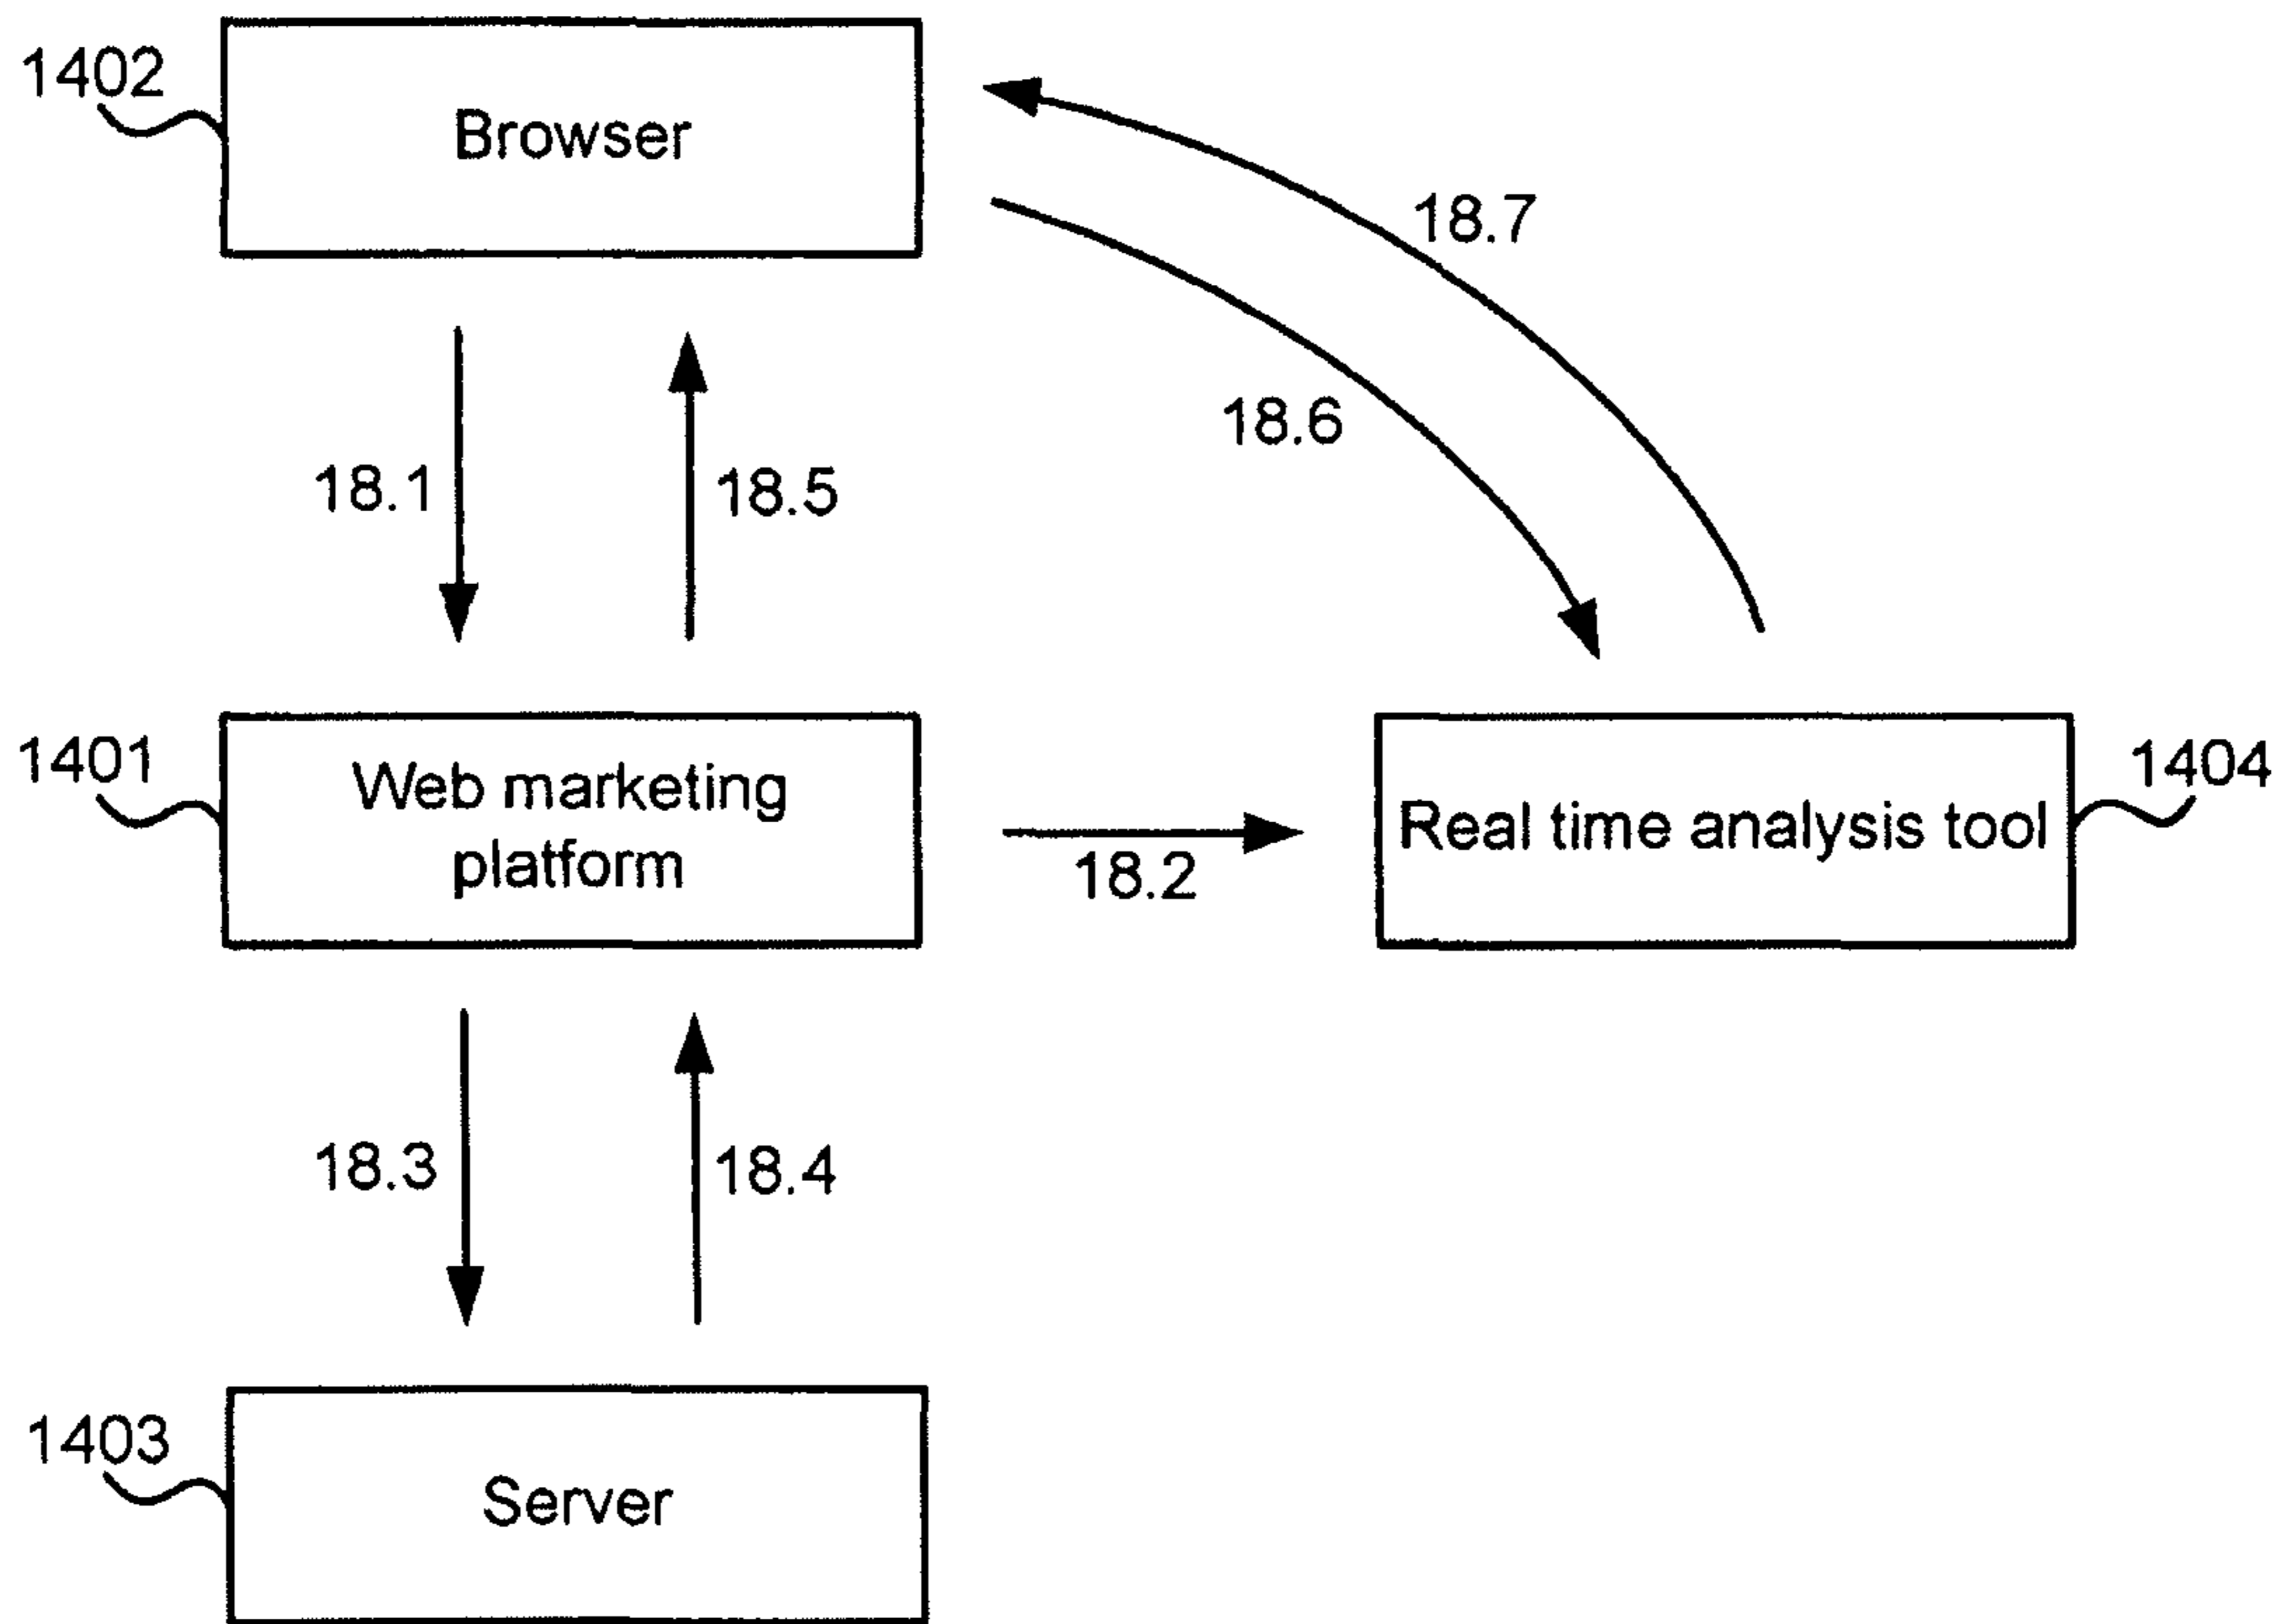 1402
Browser
18.7
18.6
18.1
18.5
1401
Web marketing
platform
18.2
Real time analysis tool
1404
18.3
18.4
1403
Server